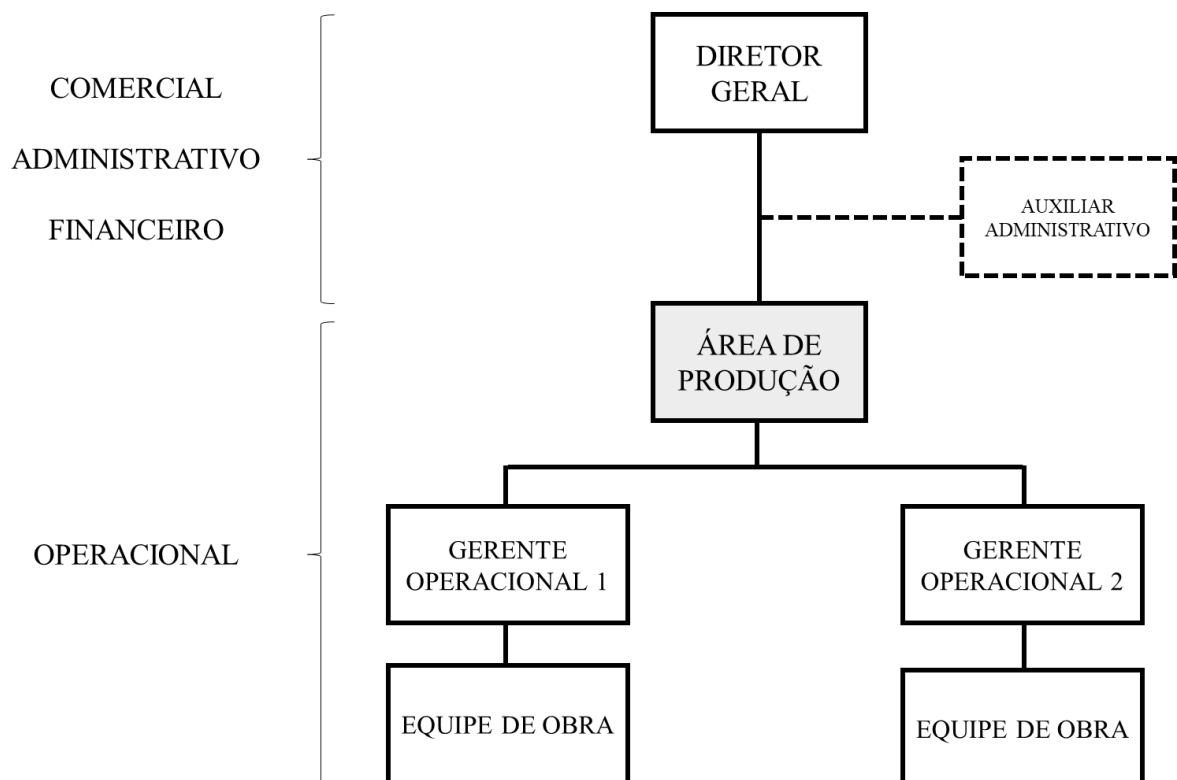 DIRETOR
GERAL
COMERCIAL
ADMINISTRATIVO
FINANCEIRO
AUXILIAR
ADMINISTRATIVO
ÁREA DE
PRODUÇÃO
OPERACIONAL
GERENTE
OPERACIONAL 1
GERENTE
OPERACIONAL 2
EQUIPE DE OBRA
EQUIPE DE OBRA